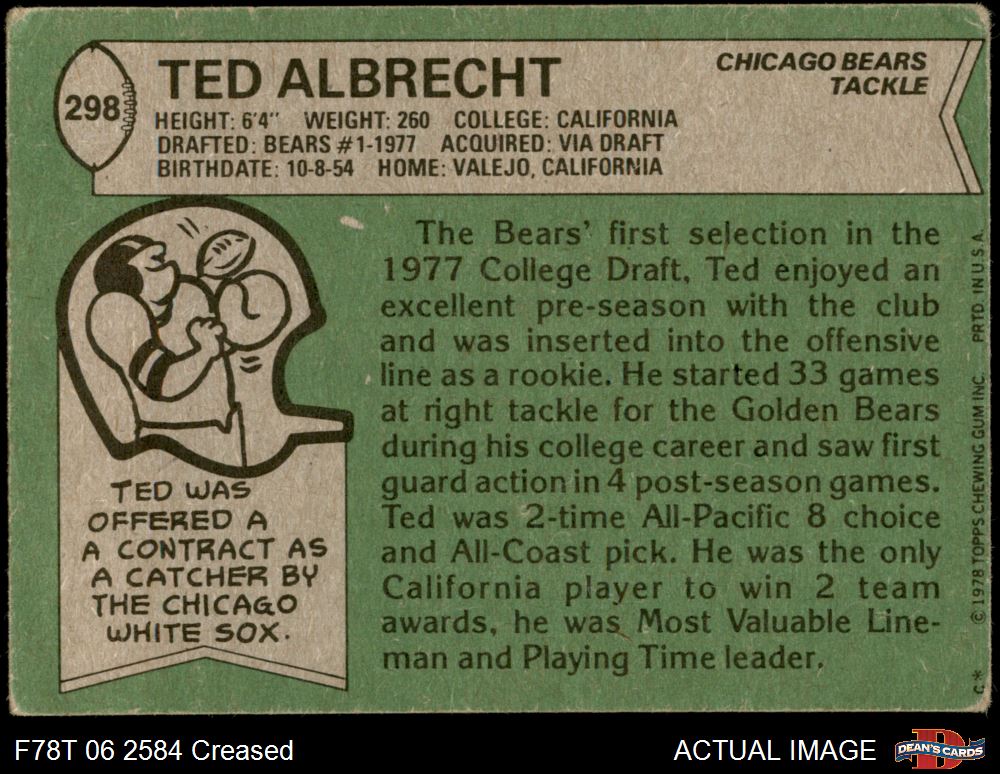 298
TED ALBRECHT
CHICAGO BEARS
TACKLE
HEIGHT: 6'4" WEIGHT: 260 COLLEGE: CALIFORNIA
DRAFTED: BEARS #1-1977 ACQUIRED: VIA DRAFT
BIRTHDATE: 10-8-54 HOME: VALEJO, CALIFORNIA
TED WAS
OFFERED A
A CONTRACT AS
A CATCHER BY
THE CHICAGO
WHITE SOX.
The Bears' first selection in the
1977 College Draft, Ted enjoyed an
excellent pre-season with the club
and was inserted into the offensive
line as a rookie. He started 33 games
at right tackle for the Golden Bears
during his college career and saw first
guard action in 4 post-season games.
Ted was 2-time All-Pacific 8 choice
and All-Coast pick. He was the only
California player to win 2 team
awards, he was Most Valuable Line-
man and Playing Time leader.
C* © 1978 TOPPS CHEWING GUM INC. PRTD. IN U.S.A.
F78T 06 2584 Creased
ACTUAL IMAGE
D
DEAN'S CARDS